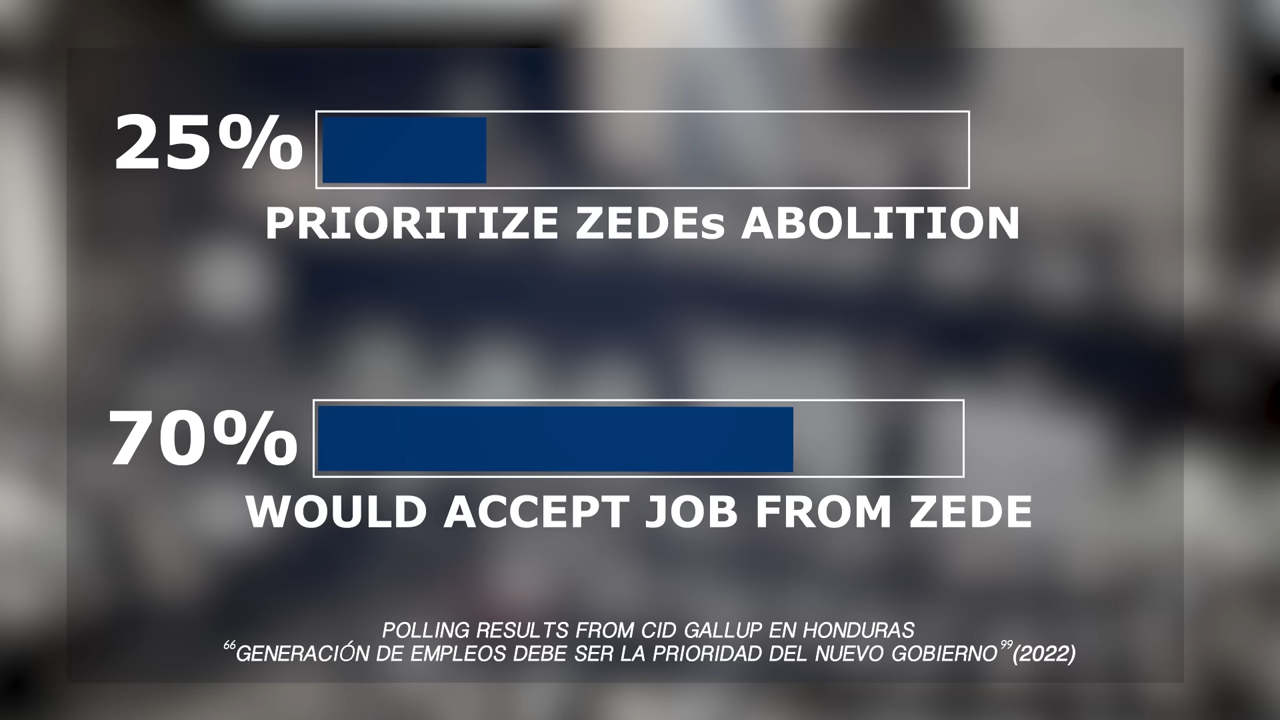 25%
PRIORITIZE ZEDEs ABOLITION
70%
WOULD ACCEPT JOB FROM ZEDE
POLLING RESULTS FROM CID GALLUP EN HONDURAS
“GENERACIÓN DE EMPLEOS DEBE SER LA PRIORIDAD DEL NUEVO GOBIERNO” (2022)